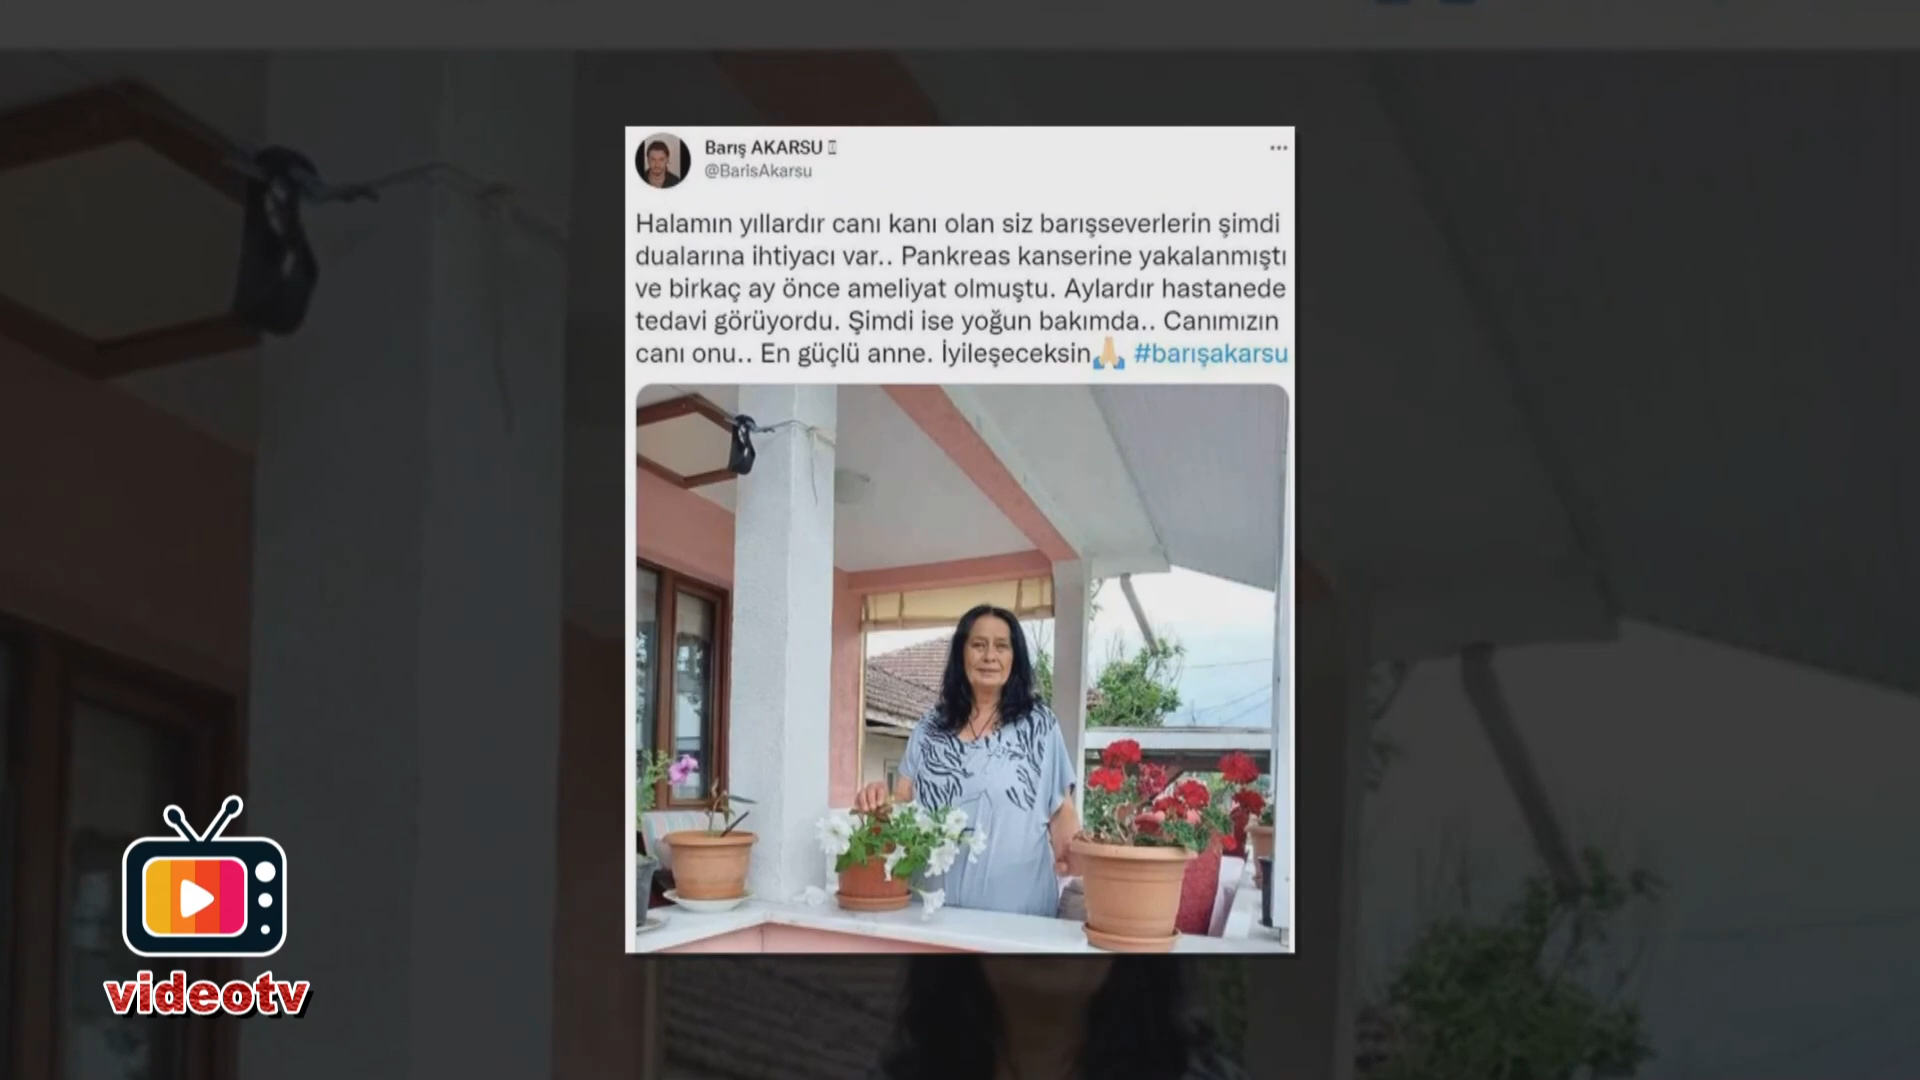 Barış AKARSU
@BarisAkarsu
Halamın yıllardır canı kanı olan siz barışseverlerin şimdi
dualarına ihtiyacı var.. Pankreas kanserine yakalanmıştı
ve birkaç ay önce ameliyat olmuştu. Aylardır hastanede
tedavi görüyordu. Şimdi ise yoğun bakımda.. Canımızın
canı onu.. En güçlü anne. İyileşeceksin🙏 #barışakarsu
videotv